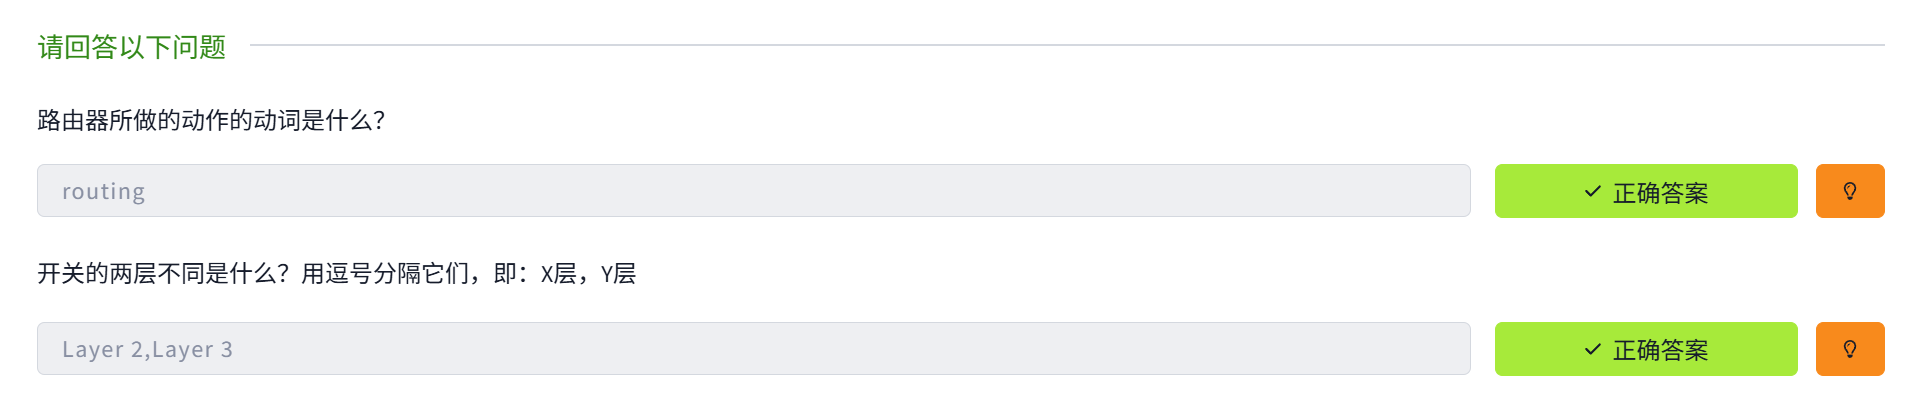 请回答以下问题
路由器所做的动作的动词是什么？
routing
正确答案
开关的两层不同是什么？用逗号分隔它们，即：X层，Y层
Layer 2,Layer 3
正确答案